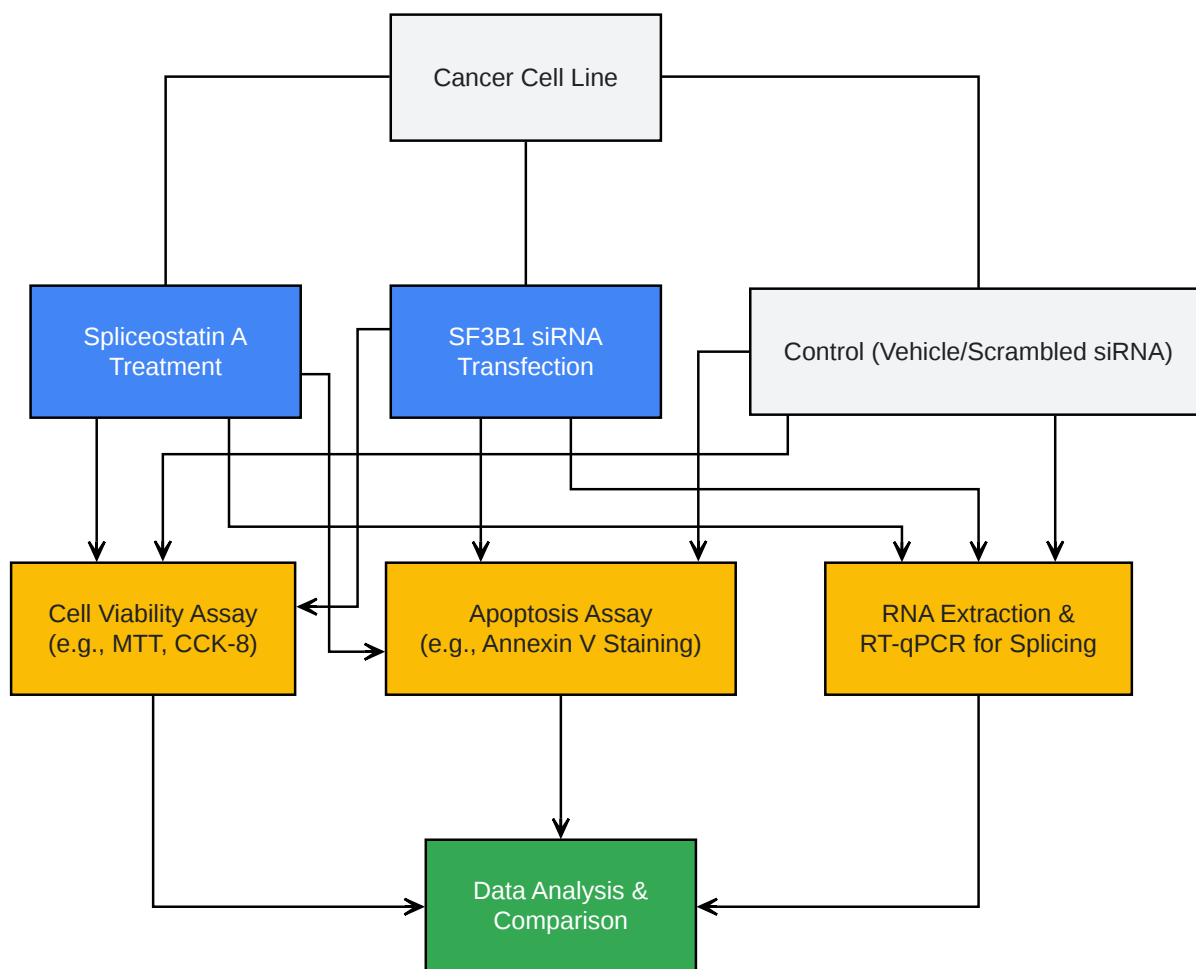 Cancer Cell Line
Spliceostatin A
Treatment
SF3B1 siRNA
Transfection
Control (Vehicle/Scrambled siRNA)
Cell Viability Assay
(e.g., MTT, CCK-8)
Apoptosis Assay
(e.g., Annexin V Staining)
RNA Extraction &
RT-qPCR for Splicing
Data Analysis &
Comparison